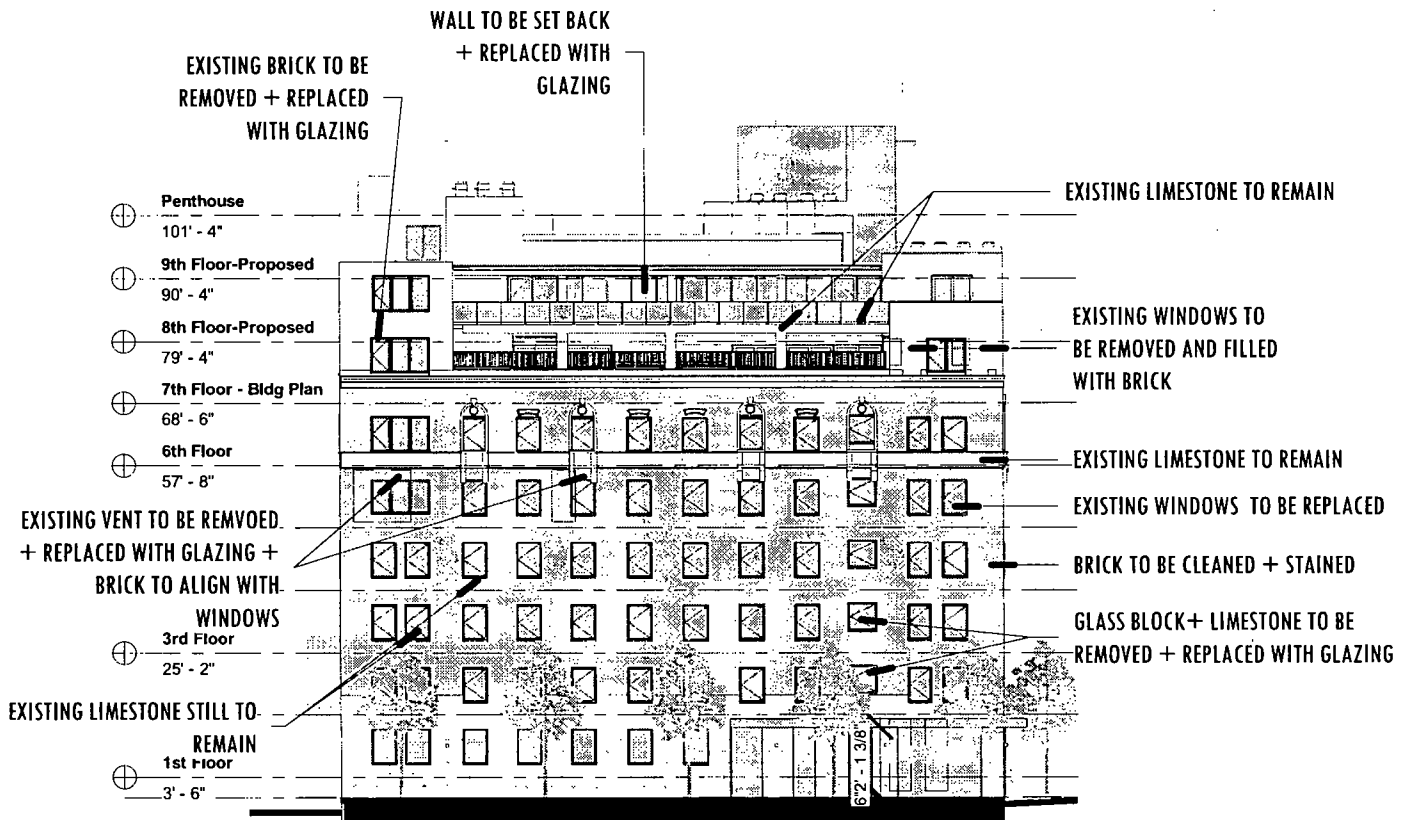 WALL TO BE SET BACK
+ REPLACED WITH
GLAZING
EXISTING BRICK TO BE
REMOVED + REPLACED
WITH GLAZING
Penthouse
101' - 4"
9th Floor-Proposed
90' - 4"
8th Floor-Proposed
79' - 4"
7th Floor - Bldg Plan
68' - 6"
6th Floor
57' - 8"
EXISTING VENT TO BE REMVOED
+ REPLACED WITH GLAZING +
BRICK TO ALIGN WITH
WINDOWS
3rd Floor
25' - 2"
EXISTING LIMESTONE STILL TO
REMAIN
1st Floor
3' - 6"
EXISTING LIMESTONE TO REMAIN
EXISTING WINDOWS TO
BE REMOVED AND FILLED
WITH BRICK
EXISTING LIMESTONE TO REMAIN
EXISTING WINDOWS TO BE REPLACED
BRICK TO BE CLEANED + STAINED
GLASS BLOCK+ LIMESTONE TO BE
REMOVED + REPLACED WITH GLAZING
6"2' - 1 3/8"